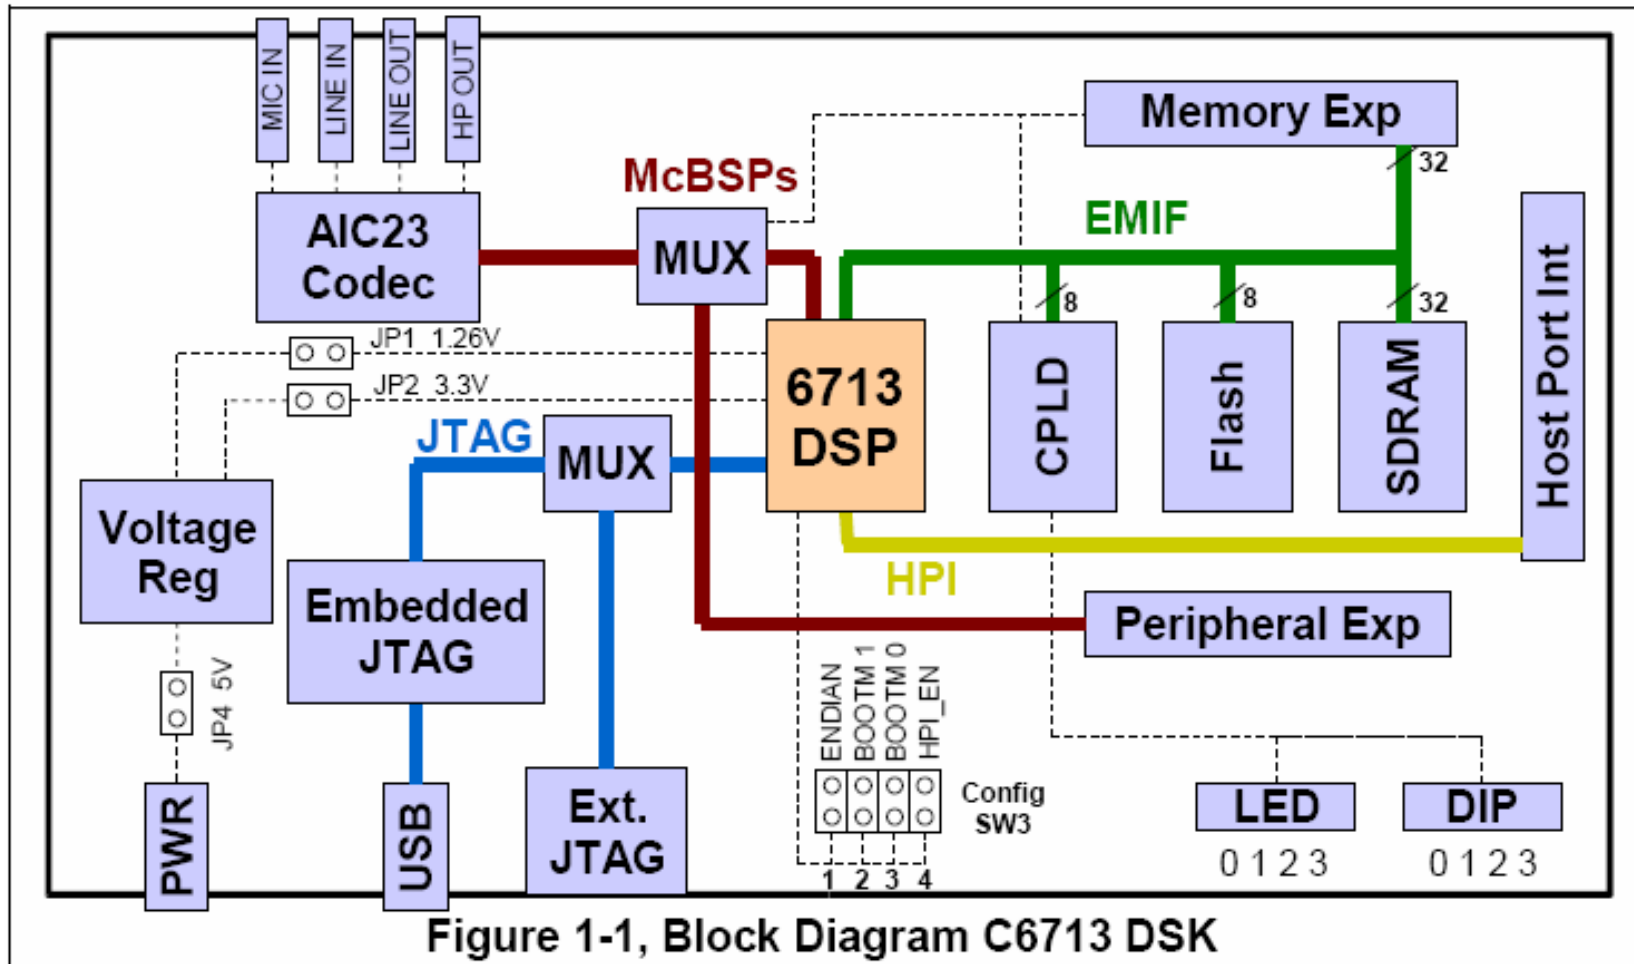 MIC IN
LINE IN
LINE OUT
HP OUT
Memory Exp
32
McBSPs
AIC23
Codec
MUX
EMIF
8
8
32
Host Port Int
JP1 1.26V
JP2 3.3V
6713
DSP
CPLD
Flash
SDRAM
JTAG
MUX
Voltage
Reg
HPI
Embedded
JTAG
Peripheral Exp
JP4 5V
ENDIAN
BOOTM 1
BOOTM 0
HPI_EN
Config
SW3
PWR
USB
Ext.
JTAG
1 2 3 4
LED
DIP
0 1 2 3
0 1 2 3
Figure 1-1, Block Diagram C6713 DSK